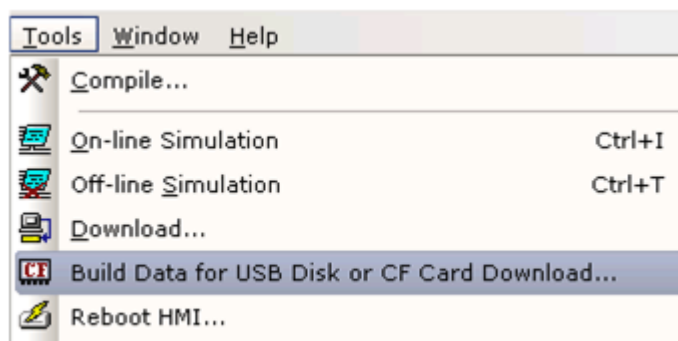 Tools Window Help
Compile...
On-line Simulation Ctrl+I
Off-line Simulation Ctrl+T
Download...
CF Build Data for USB Disk or CF Card Download...
Reboot HMI...